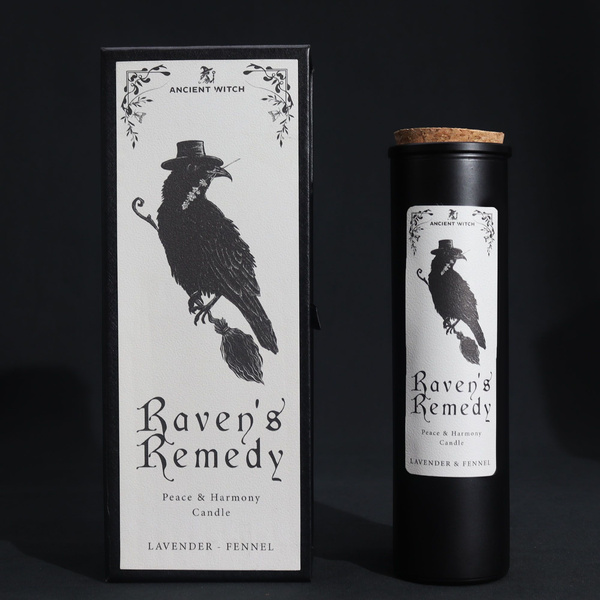 ANCIENT WITCH
Raven's
Remedy
Peace & Harmony
Candle
LAVENDER - FENNEL
ANCIENT WITCH
Raven's
Remedy
Peace & Harmony
Candle
LAVENDER & FENNEL